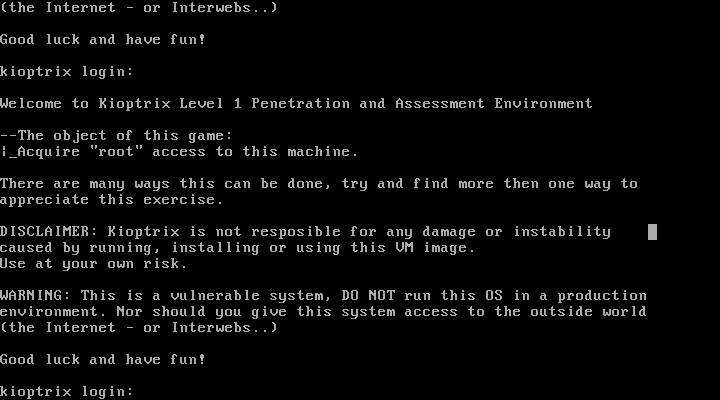 (the Internet - or Interwebs..)
Good luck and have fun!
kioptrix login:
Welcome to Kioptrix Level 1 Penetration and Assessment Environment
--The object of this game:
|_Acquire "root" access to this machine.
There are many ways this can be done, try and find more then one way to
appreciate this exercise.
DISCLAIMER: Kioptrix is not resposible for any damage or instability
caused by running, installing or using this VM image.
Use at your own risk.
WARNING: This is a vulnerable system, DO NOT run this OS in a production
environment. Nor should you give this system access to the outside world
(the Internet - or Interwebs..)
Good luck and have fun!
kioptrix login: